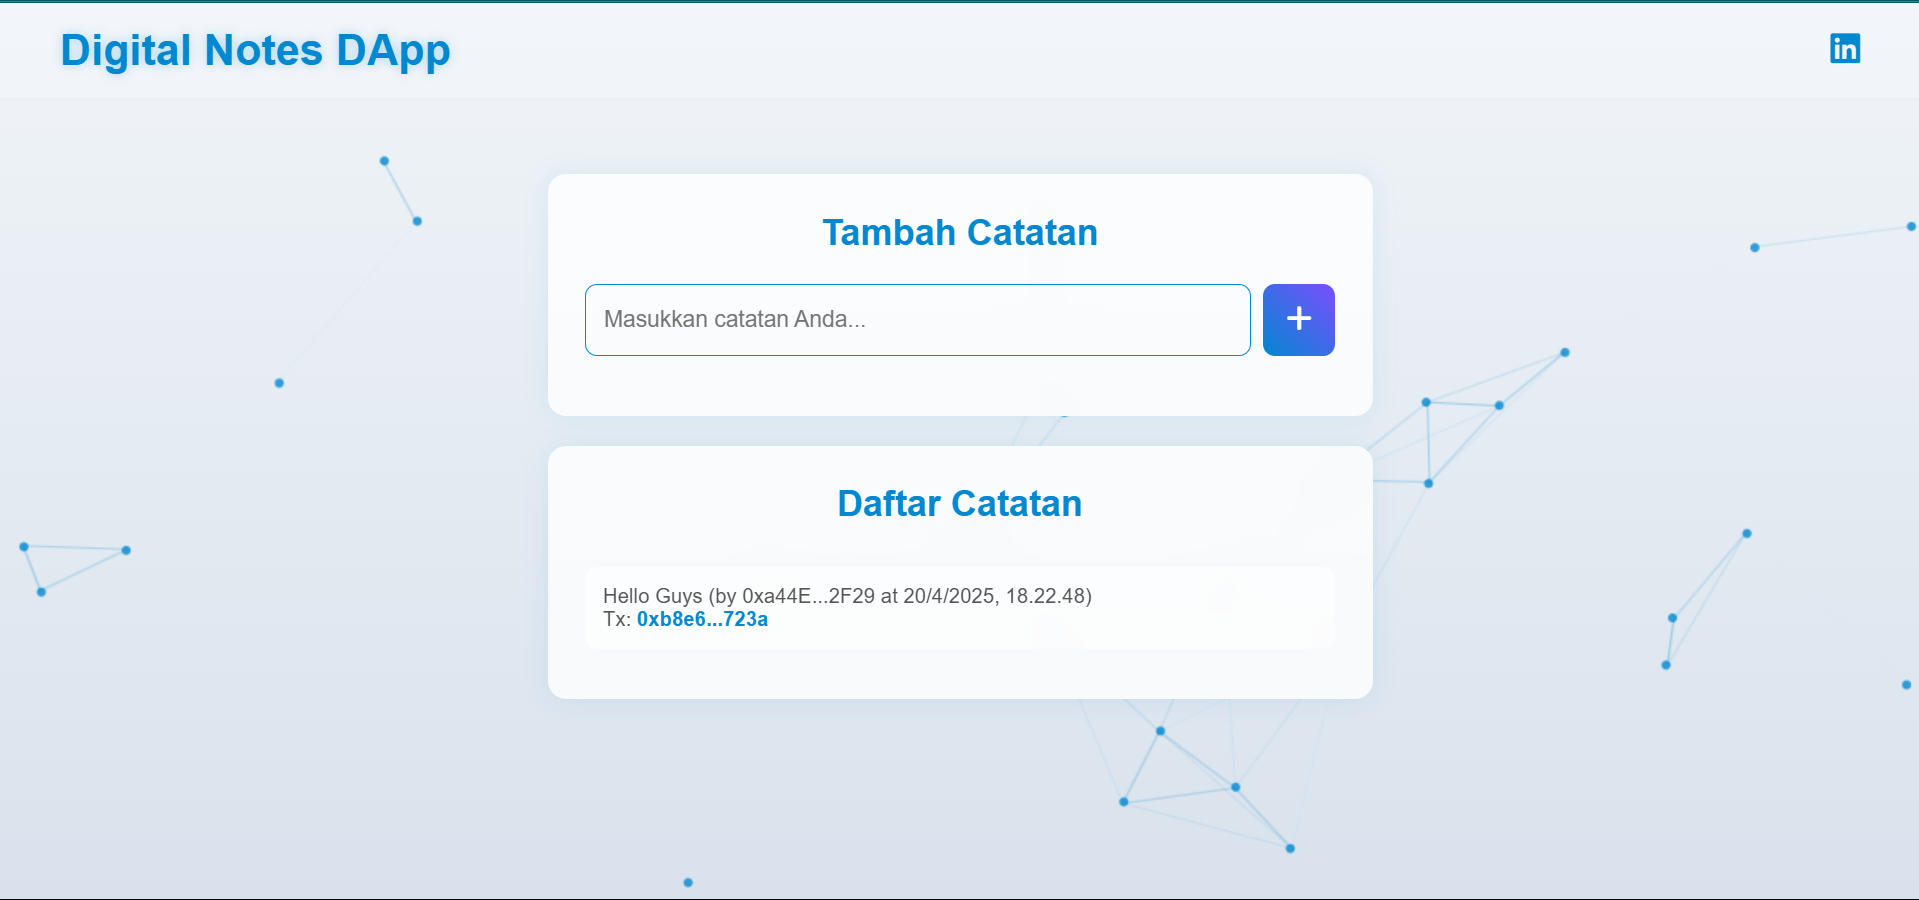 Digital Notes DApp
in
Tambah Catatan
Masukkan catatan Anda...
+
Daftar Catatan
Hello Guys (by 0xa44E...2F29 at 20/4/2025, 18.22.48)
Tx: 0xb8e6...723a